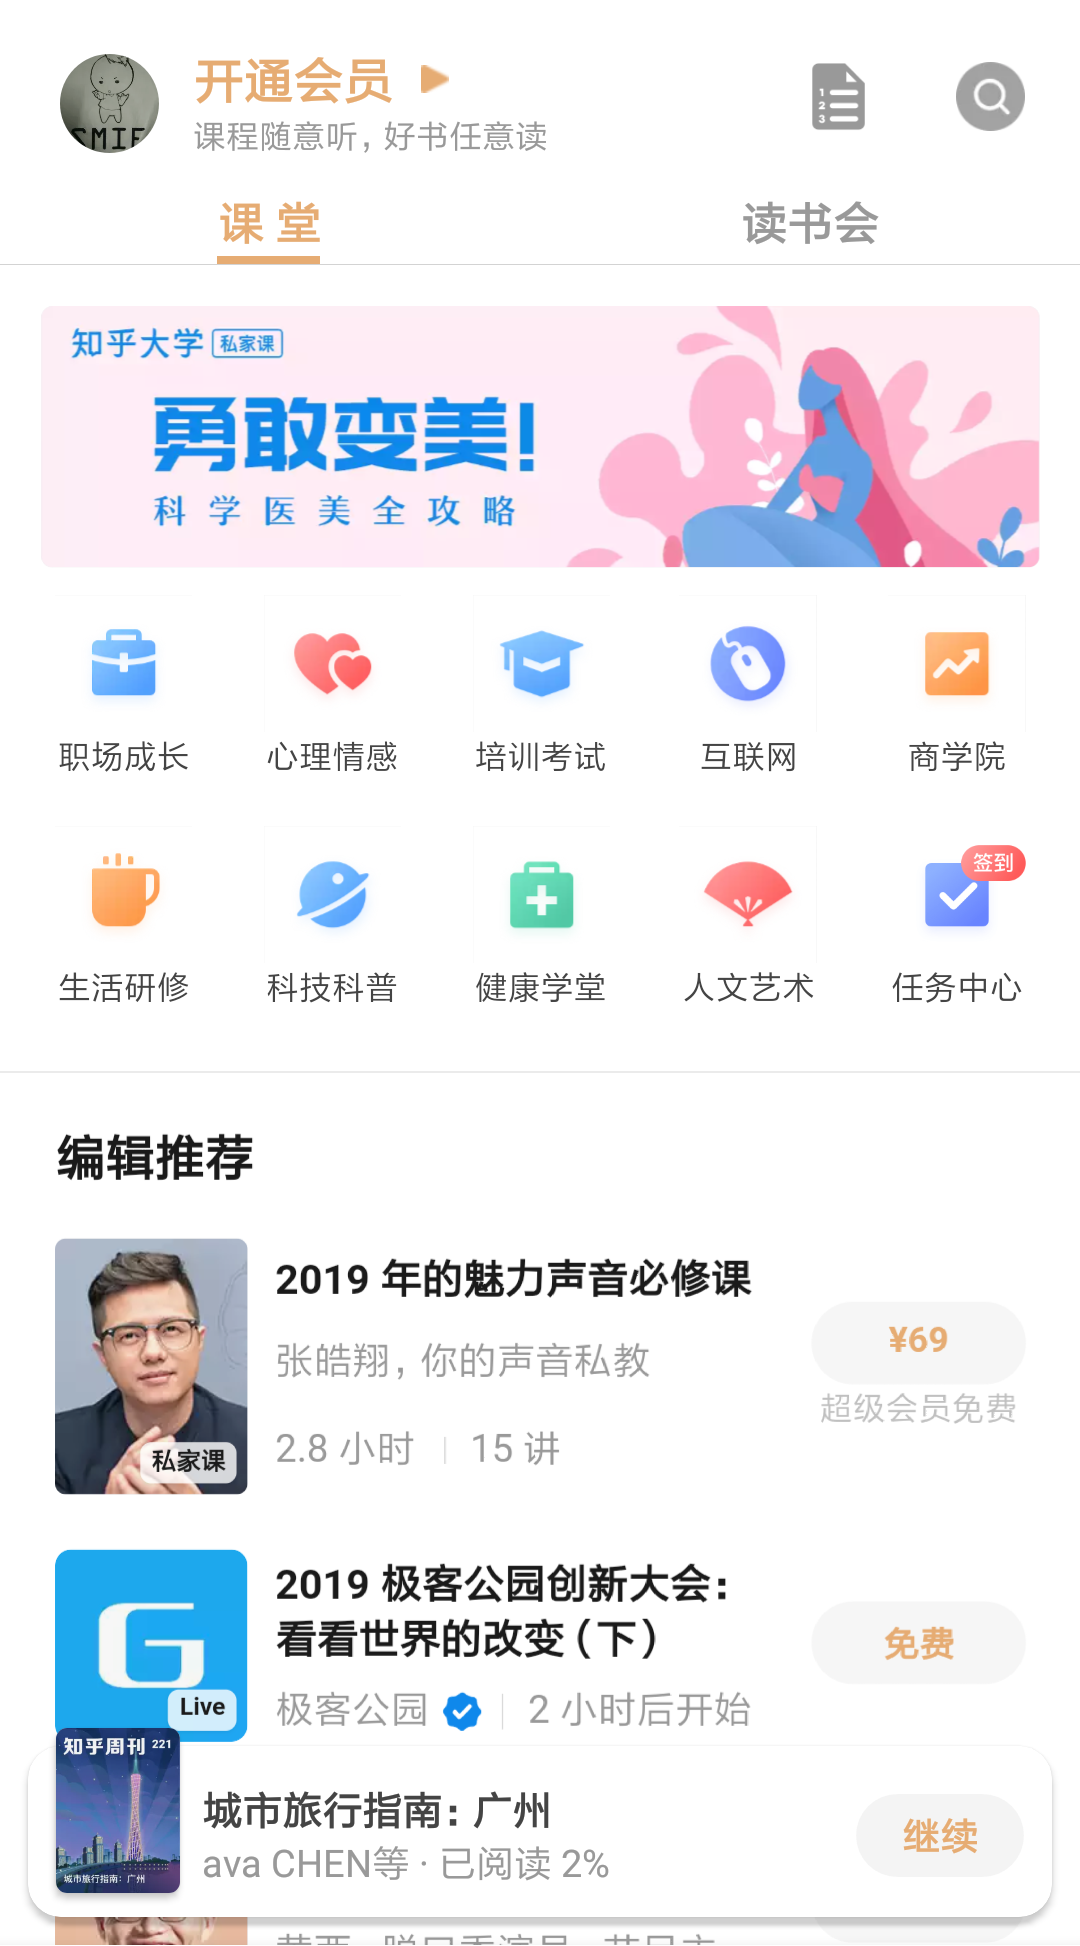 开通会员
课程随意听，好书任意读
SMIE
课堂
读书会
知乎大学 私家课
勇敢变美!
科学医美全攻略
职场成长
心理情感
培训考试
互联网
商学院
签到
生活研修
科技科普
健康学堂
人文艺术
任务中心
编辑推荐
2019 年的魅力声音必修课
张皓翔，你的声音私教
2.8 小时 | 15 讲
私家课
¥69
超级会员免费
2019 极客公园创新大会：
看看世界的改变（下）
极客公园 | 2 小时后开始
Live
免费
知乎周刊 221
城市旅行指南：广州
城市旅行指南：广州
ava CHEN等 · 已阅读 2%
继续